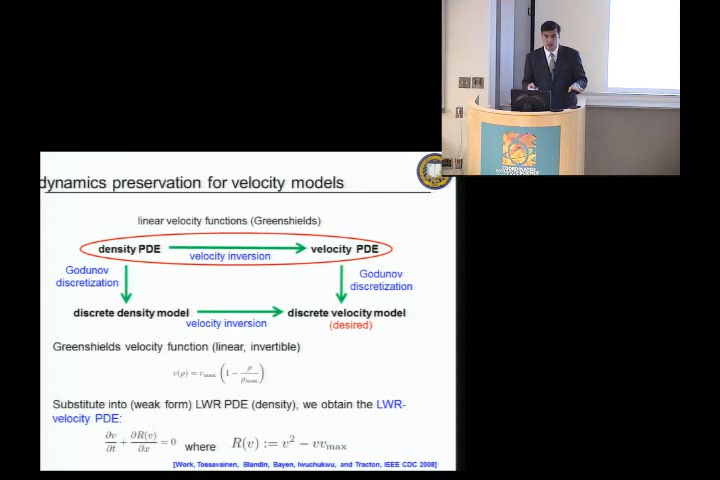 COORDINATED
SCIENCE
dynamics preservation for velocity models
linear velocity functions (Greenshields)
density PDE velocity PDE
velocity inversion
Godunov discretization Godunov discretization
discrete density model discrete velocity model
velocity inversion (desired)
Greenshields velocity function (linear, invertible)
v(ρ) = v_max (1 − ρ/ρ_max)
Substitute into (weak form) LWR PDE (density), we obtain the LWR-
velocity PDE:
∂v/∂t + ∂R(v)/∂x = 0 where R(v) := v² − vv_max
[Work, Tossavainen, Blandin, Bayen, Iwuchukwu, and Tracton, IEEE CDC 2008]